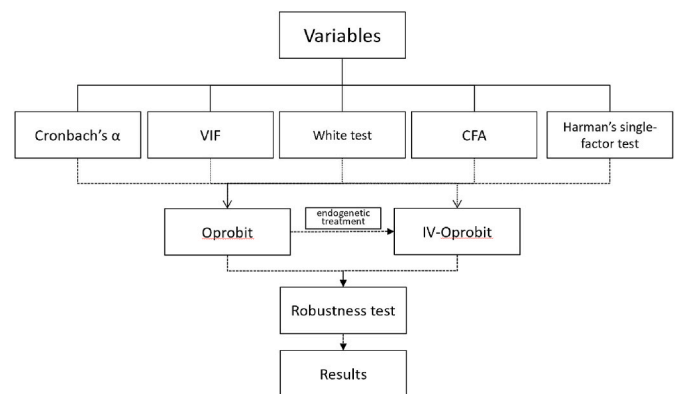 Variables
Cronbach's α
VIF
White test
CFA
Harman's single-
factor test
Oprobit
endogenetic
treatment
IV-Oprobit
Robustness test
Results